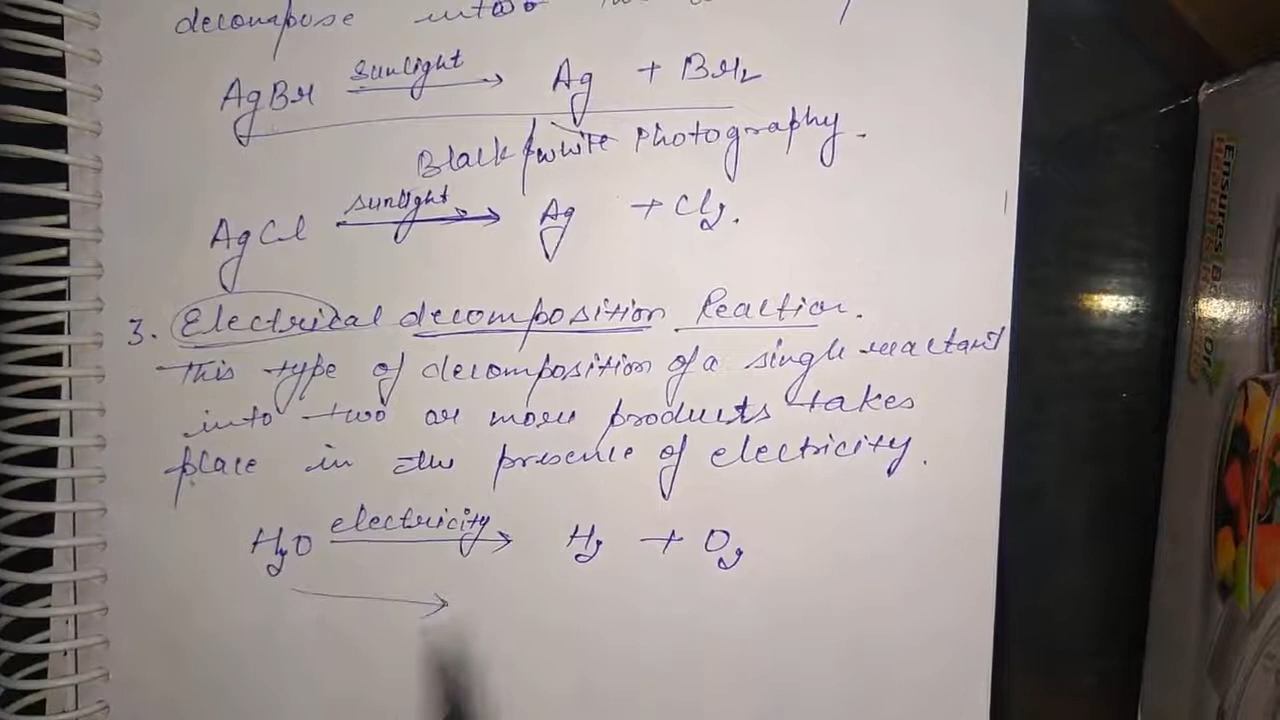 decompose into
AgBr sunlight → Ag + Br₂
Black / white Photography.
AgCl sunlight → Ag + Cl₂.
3. Electrical decomposition Reaction.
This type of decomposition of a single reactant
into two or more products takes
place in the presence of electricity.
H₂O electricity → H₂ + O₂
→